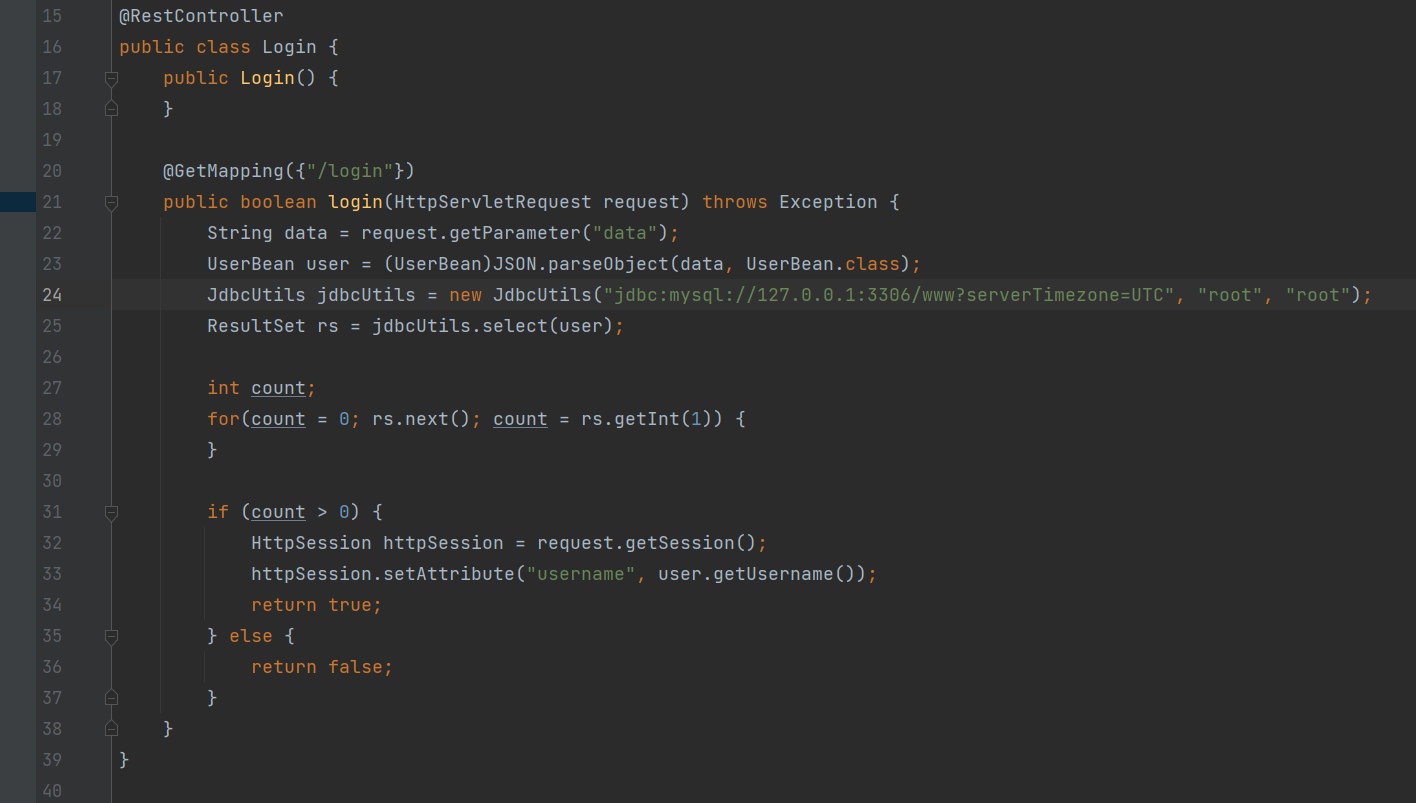 15 @RestController
16 public class Login {
17     public Login() {
18     }
19
20     @GetMapping({"/login"})
21     public boolean login(HttpServletRequest request) throws Exception {
22         String data = request.getParameter("data");
23         UserBean user = (UserBean)JSON.parseObject(data, UserBean.class);
24         JdbcUtils jdbcUtils = new JdbcUtils("jdbc:mysql://127.0.0.1:3306/www?serverTimezone=UTC", "root", "root");
25         ResultSet rs = jdbcUtils.select(user);
26
27         int count;
28         for(count = 0; rs.next(); count = rs.getInt(1)) {
29         }
30
31         if (count > 0) {
32             HttpSession httpSession = request.getSession();
33             httpSession.setAttribute("username", user.getUsername());
34             return true;
35         } else {
36             return false;
37         }
38     }
39 }
40